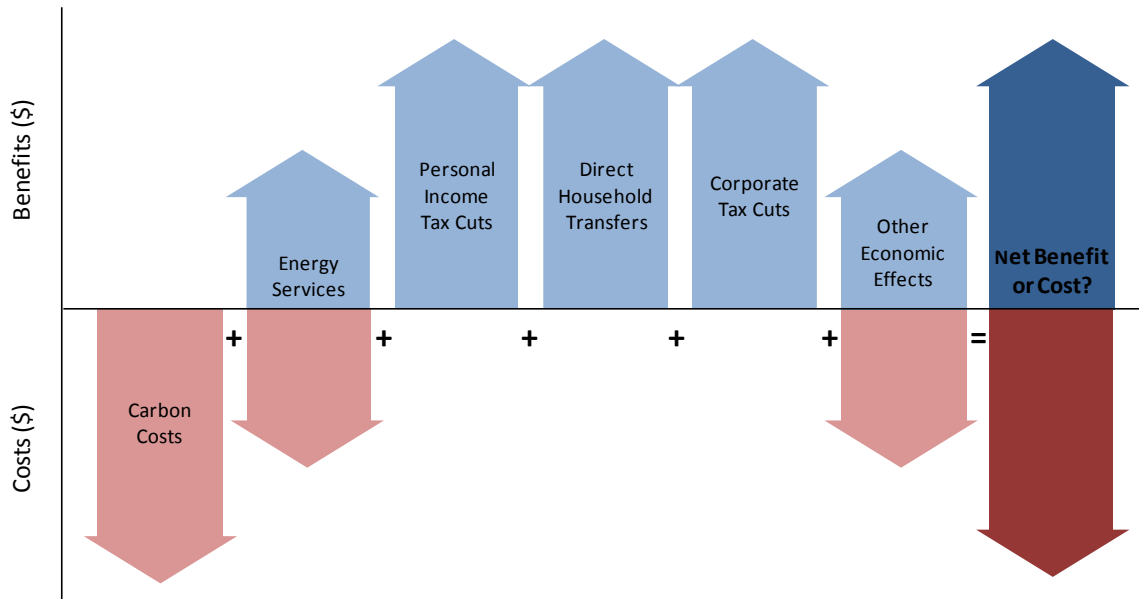 Benefits ($)
Costs ($)
Carbon
Costs
+
Energy
Services
+
Personal
Income
Tax Cuts
+
Direct
Household
Transfers
+
Corporate
Tax Cuts
+
Other
Economic
Effects
=
Net Benefit
or Cost?